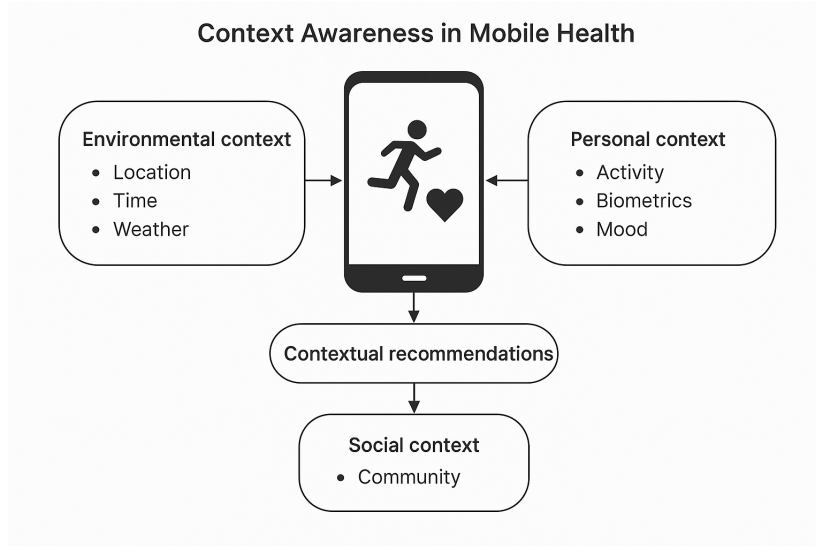 Context Awareness in Mobile Health
Environmental context
• Location
• Time
• Weather
Personal context
• Activity
• Biometrics
• Mood
Contextual recommendations
Social context
• Community